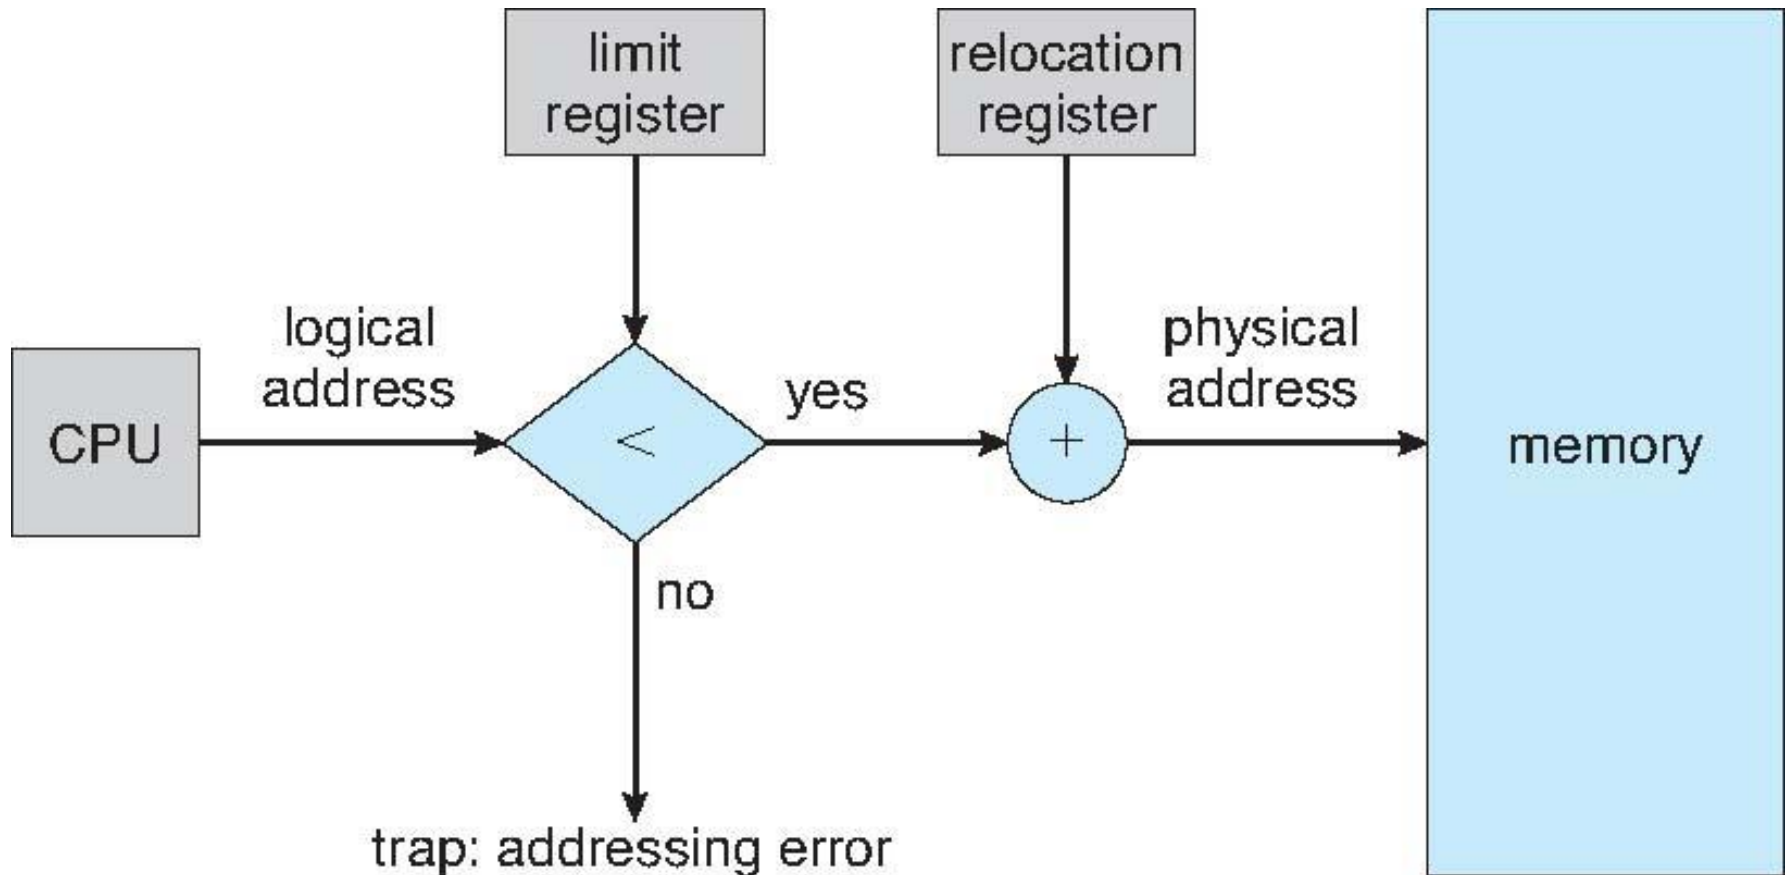 limit
register
relocation
register
logical
address
yes
physical
address
CPU
<
+
memory
no
trap: addressing error